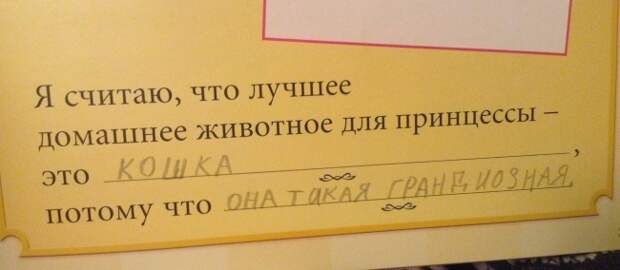 Я считаю, что лучшее
домашнее животное для принцессы –
это КОШКА,
потому что ОНА ТАКАЯ ГРАНДИОЗНАЯ.